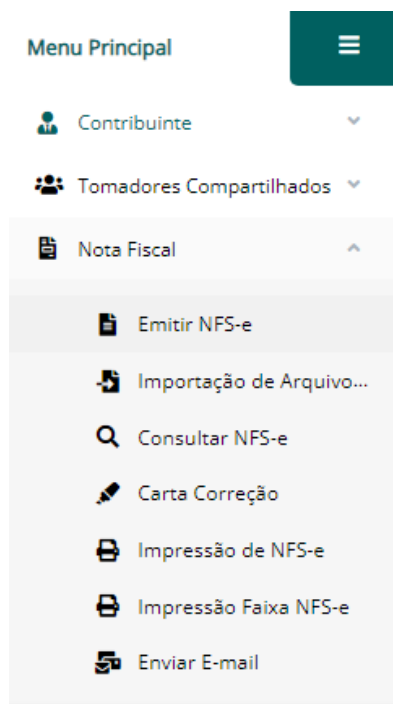 Menu Principal
Contribuinte
Tomadores Compartilhados
Nota Fiscal
Emitir NFS-e
Importação de Arquivo...
Consultar NFS-e
Carta Correção
Impressão de NFS-e
Impressão Faixa NFS-e
Enviar E-mail